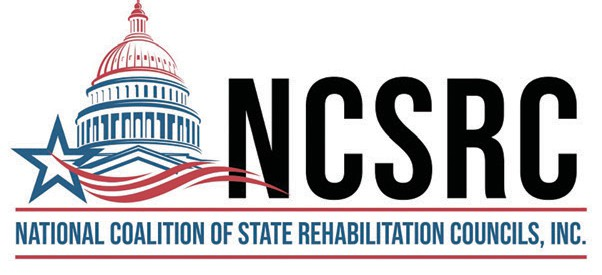 NCSRC
NATIONAL COALITION OF STATE REHABILITATION COUNCILS, INC.